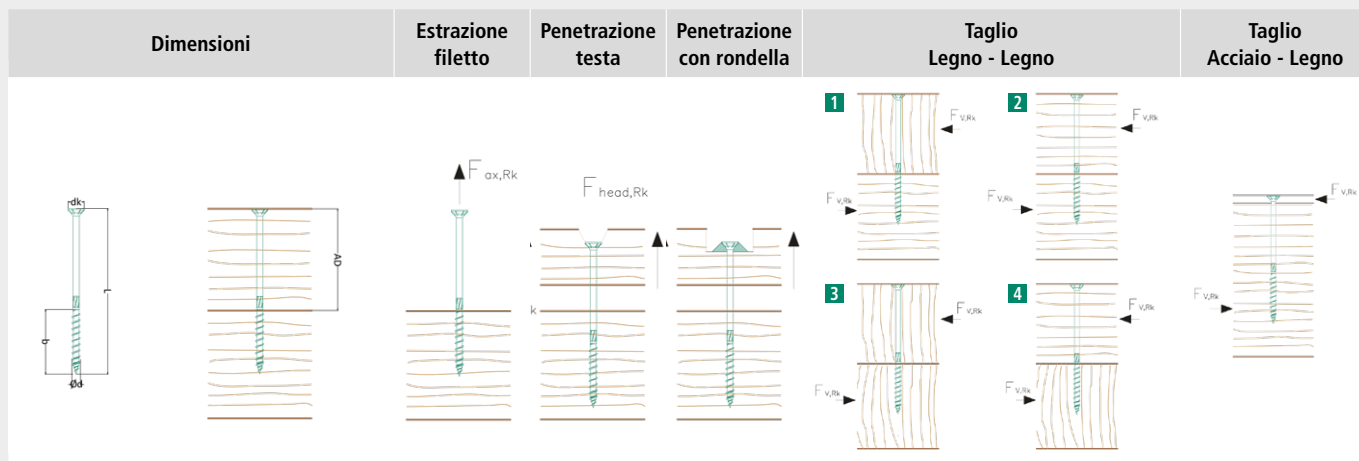 Dimensioni
Estrazione
filetto
Penetrazione
testa
Penetrazione
con rondella
Taglio
Legno - Legno
Taglio
Acciaio - Legno
dk
L
b
Ød
AD
F ax,Rk
F head,Rk
k
1
F v,Rk
F v,Rk
2
F v,Rk
F v,Rk
3
F v,Rk
F v,Rk
4
F v,Rk
F v,Rk
F v,Rk
F v,Rk